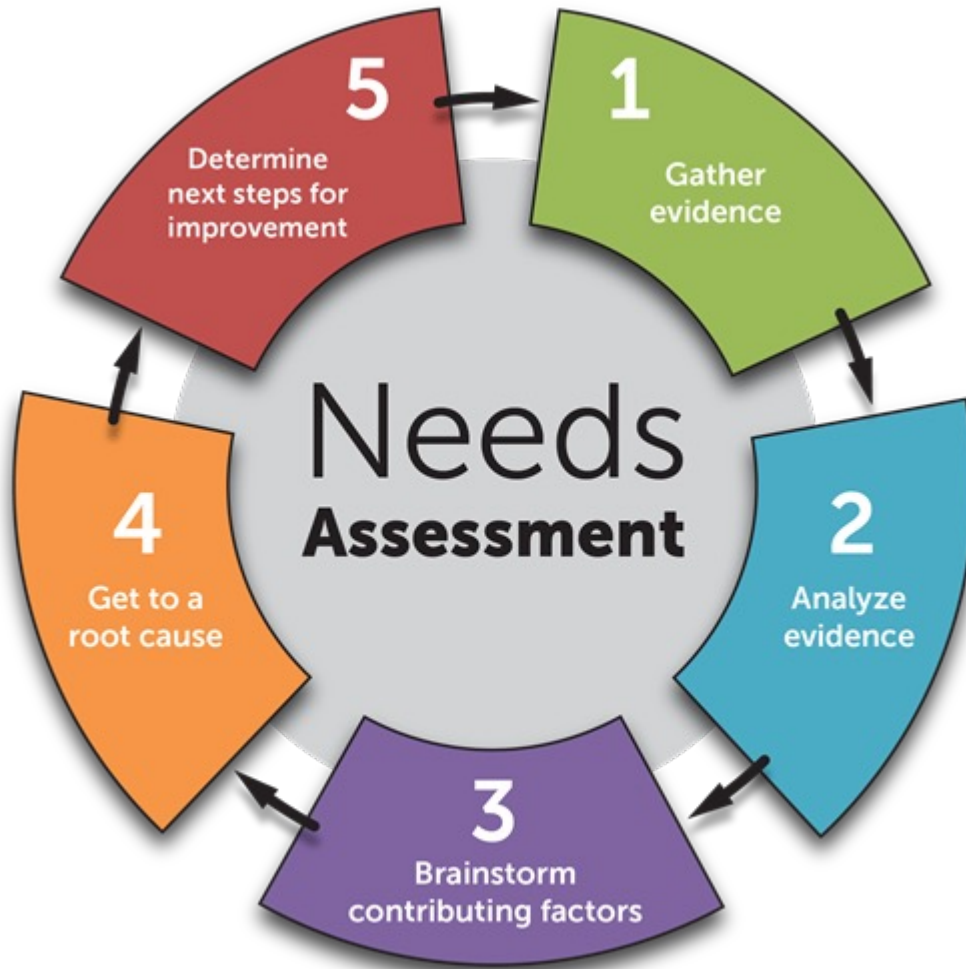 Needs
Assessment
1
Gather
evidence
2
Analyze
evidence
3
Brainstorm
contributing factors
4
Get to a
root cause
5
Determine
next steps for
improvement